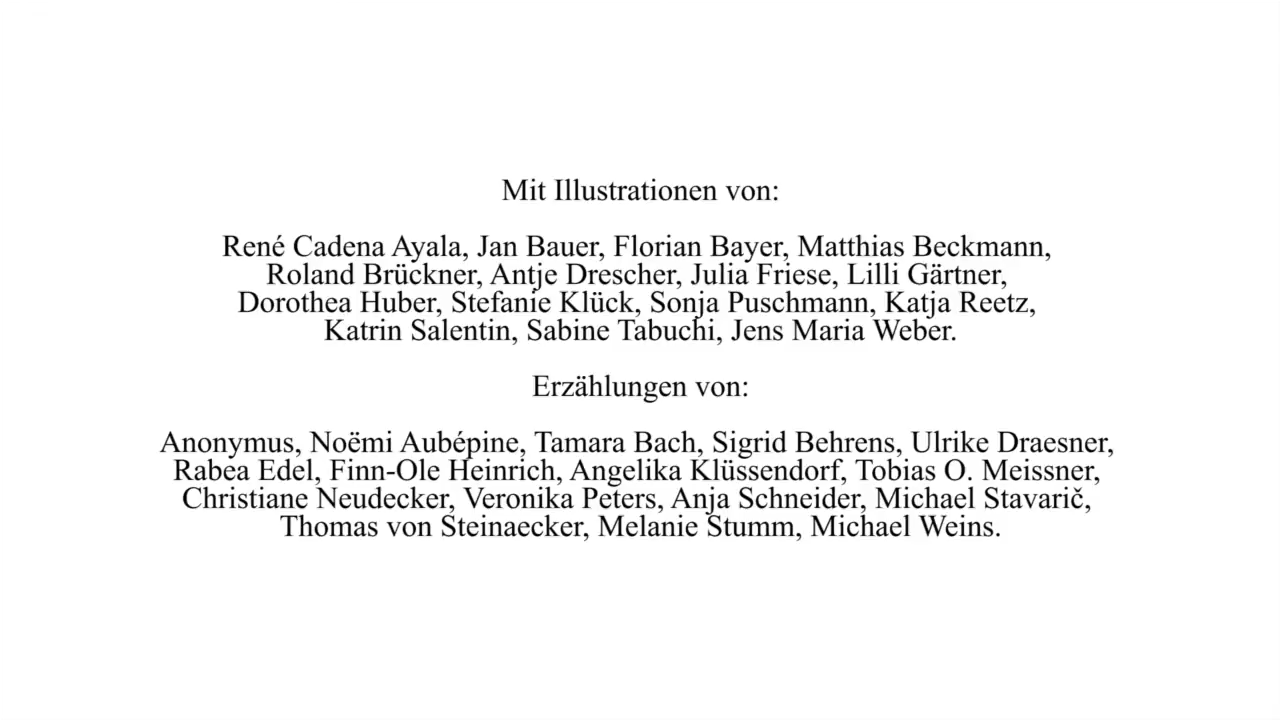 Mit Illustrationen von:
René Cadena Ayala, Jan Bauer, Florian Bayer, Matthias Beckmann,
Roland Brückner, Antje Drescher, Julia Friese, Lilli Gärtner,
Dorothea Huber, Stefanie Klück, Sonja Puschmann, Katja Reetz,
Katrin Salentin, Sabine Tabuchi, Jens Maria Weber.
Erzählungen von:
Anonymus, Noëmi Aubépine, Tamara Bach, Sigrid Behrens, Ulrike Draesner,
Rabea Edel, Finn-Ole Heinrich, Angelika Klüssendorf, Tobias O. Meissner,
Christiane Neudecker, Veronika Peters, Anja Schneider, Michael Stavarič,
Thomas von Steinaecker, Melanie Stumm, Michael Weins.